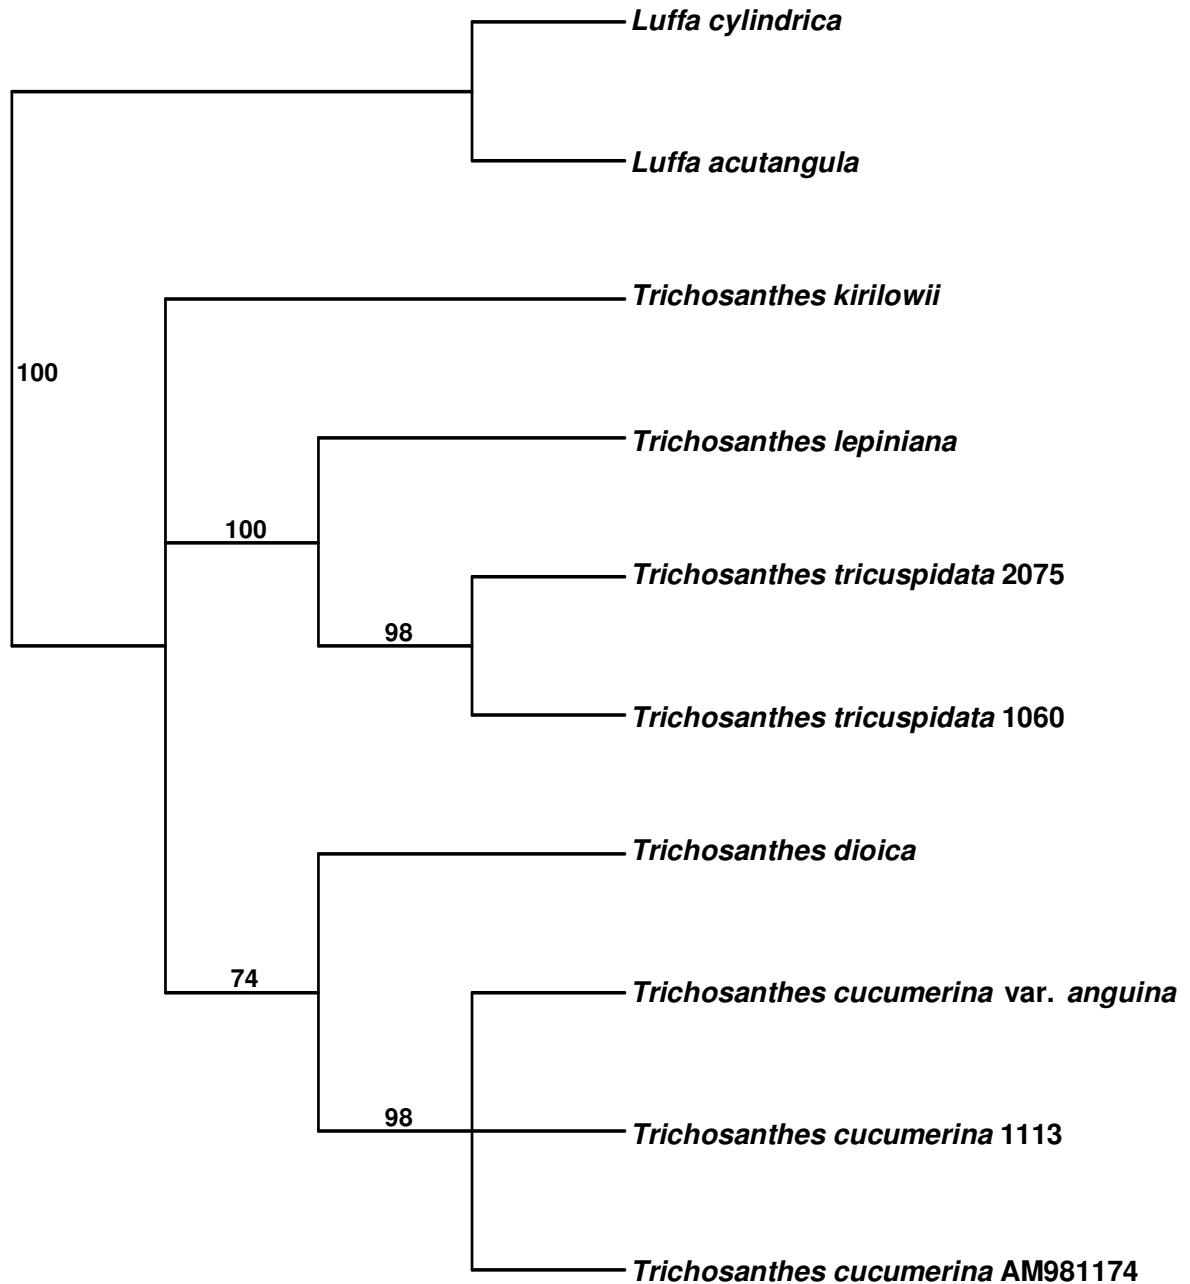 Luffa cylindrica
Luffa acutangula
Trichosanthes kirilowii
100
Trichosanthes lepiniana
100
Trichosanthes tricuspidata 2075
98
Trichosanthes tricuspidata 1060
Trichosanthes dioica
74
Trichosanthes cucumerina var. anguina
98
Trichosanthes cucumerina 1113
Trichosanthes cucumerina AM981174